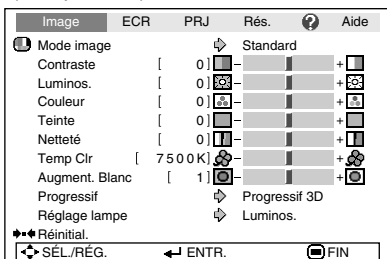 Image ECR PRJ Rés. ? Aide
Mode image Standard
Contraste [ 0] - +
Luminos. [ 0] - +
Couleur [ 0] - +
Teinte [ 0] - +
Netteté [ 0] - +
Temp Clr [ 7500K] - +
Augment. Blanc [ 1] - +
Progressif Progressif 3D
Réglage lampe Luminos.
Réinitial.
SÉL./RÉG. ENTR. FIN